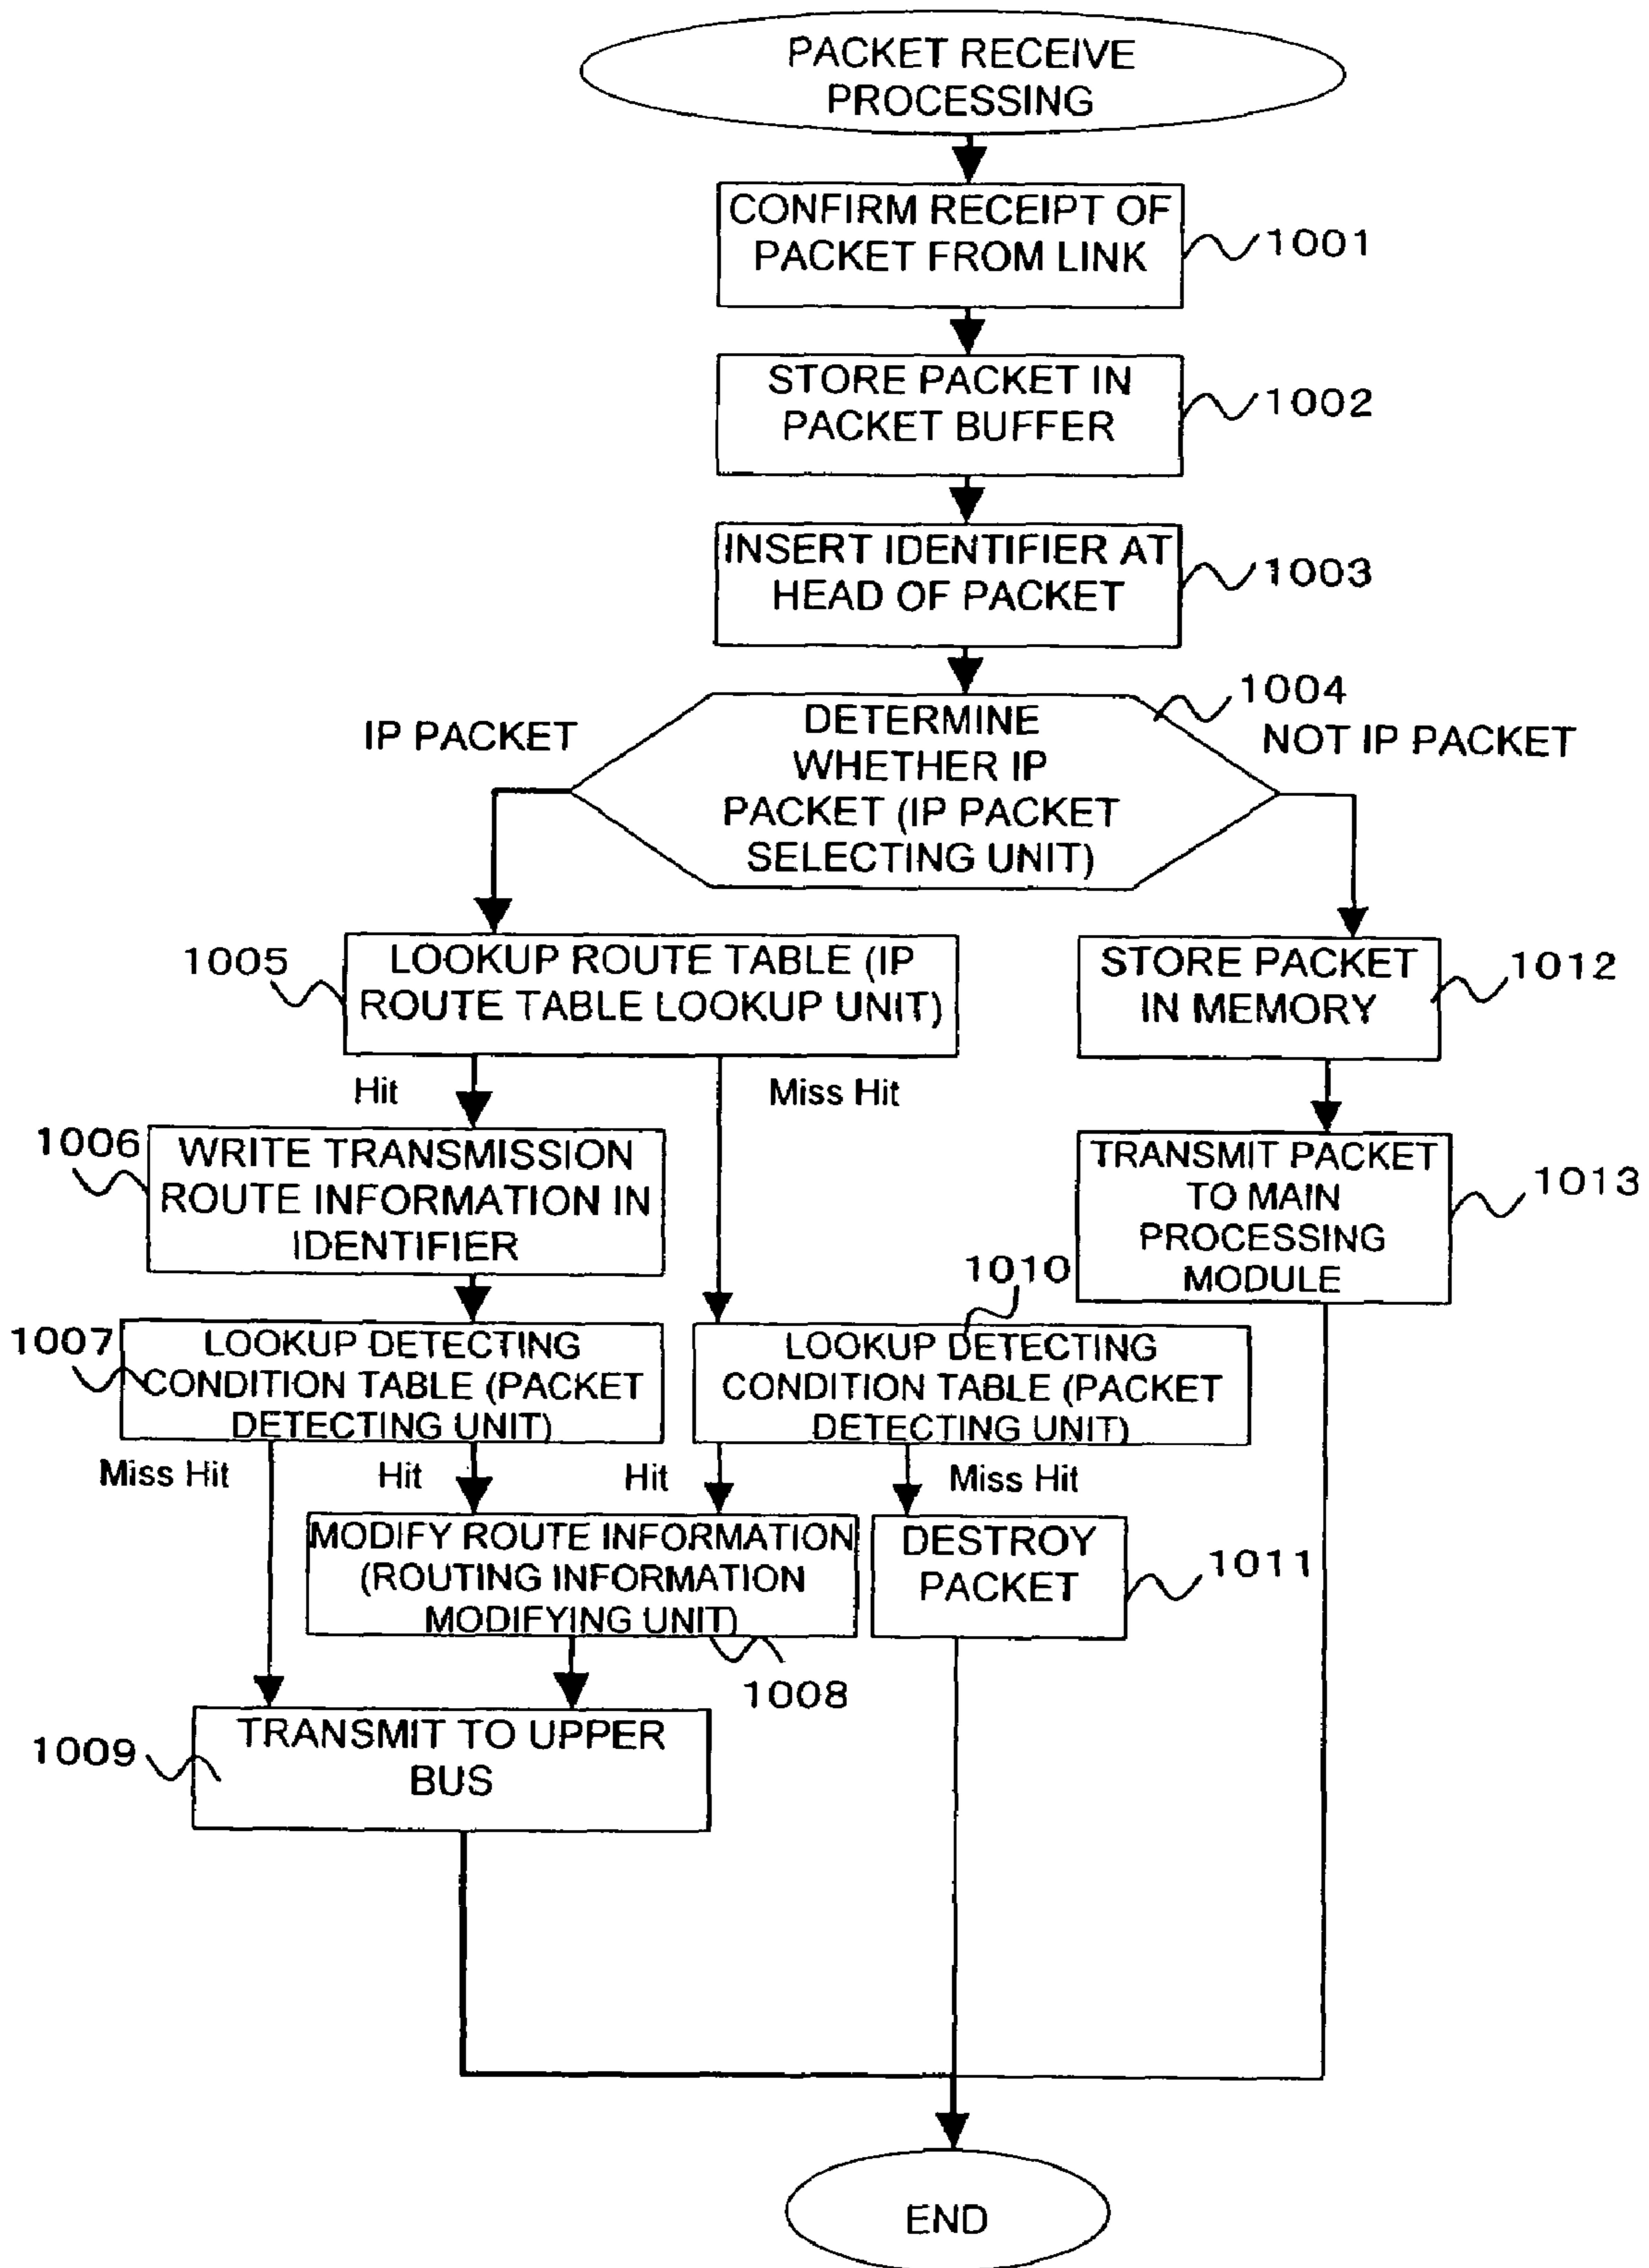 PACKET RECEIVE
PROCESSING
CONFIRM RECEIPT OF
PACKET FROM LINK
1001
STORE PACKET IN
PACKET BUFFER
1002
INSERT IDENTIFIER AT
HEAD OF PACKET
1003
1004
IP PACKET
DETERMINE
WHETHER IP
PACKET (IP PACKET
SELECTING UNIT)
NOT IP PACKET
1005
LOOKUP ROUTE TABLE (IP
ROUTE TABLE LOOKUP UNIT)
STORE PACKET
IN MEMORY
1012
Hit
Miss Hit
1006
WRITE TRANSMISSION
ROUTE INFORMATION IN
IDENTIFIER
TRANSMIT PACKET
TO MAIN
PROCESSING
MODULE
1013
1010
1007
LOOKUP DETECTING
CONDITION TABLE (PACKET
DETECTING UNIT)
LOOKUP DETECTING
CONDITION TABLE (PACKET
DETECTING UNIT)
Miss Hit
Hit
Hit
Miss Hit
MODIFY ROUTE INFORMATION
(ROUTING INFORMATION
MODIFYING UNIT)
1008
DESTROY
PACKET
1011
1009
TRANSMIT TO UPPER
BUS
END